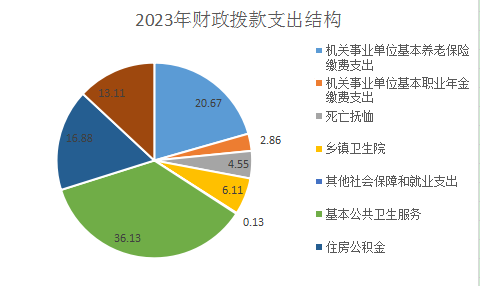 2023年财政拨款支出结构
20.67
2.86
4.55
6.11
0.13
36.13
16.88
13.11
机关事业单位基本养老保险
缴费支出
机关事业单位基本职业年金
缴费支出
死亡抚恤
乡镇卫生院
其他社会保障和就业支出
基本公共卫生服务
住房公积金